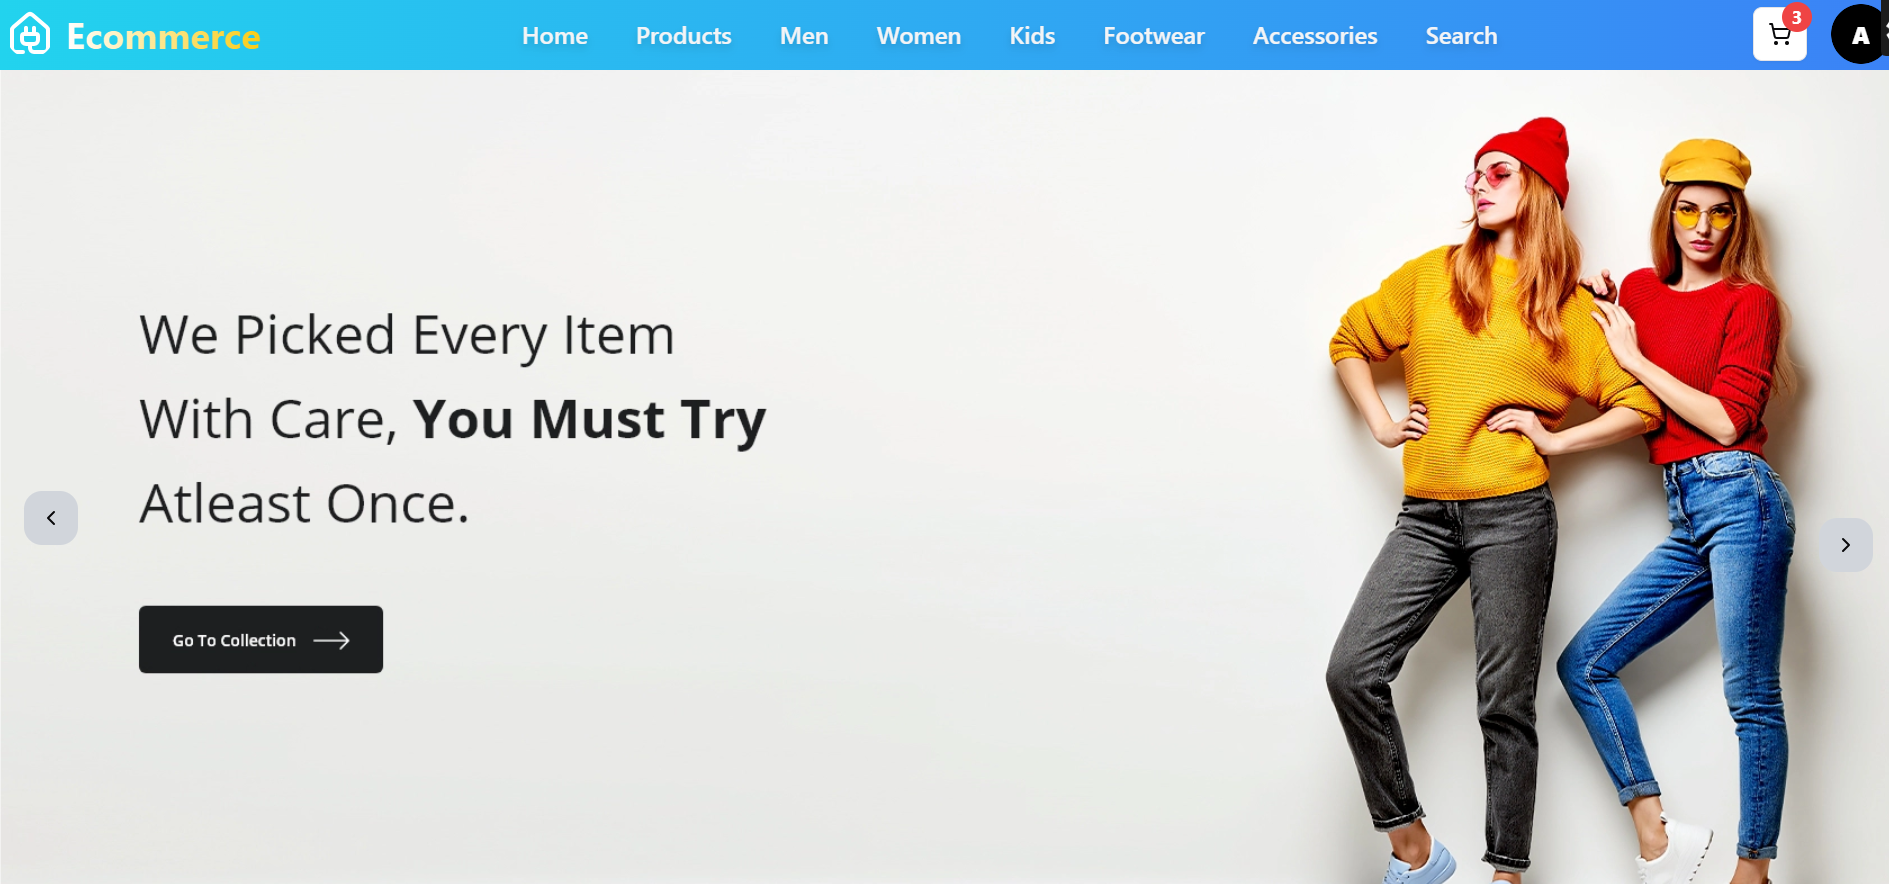 Ecommerce
Home Products Men Women Kids Footwear Accessories Search
3
A
We Picked Every Item
With Care, You Must Try
Atleast Once.
Go To Collection